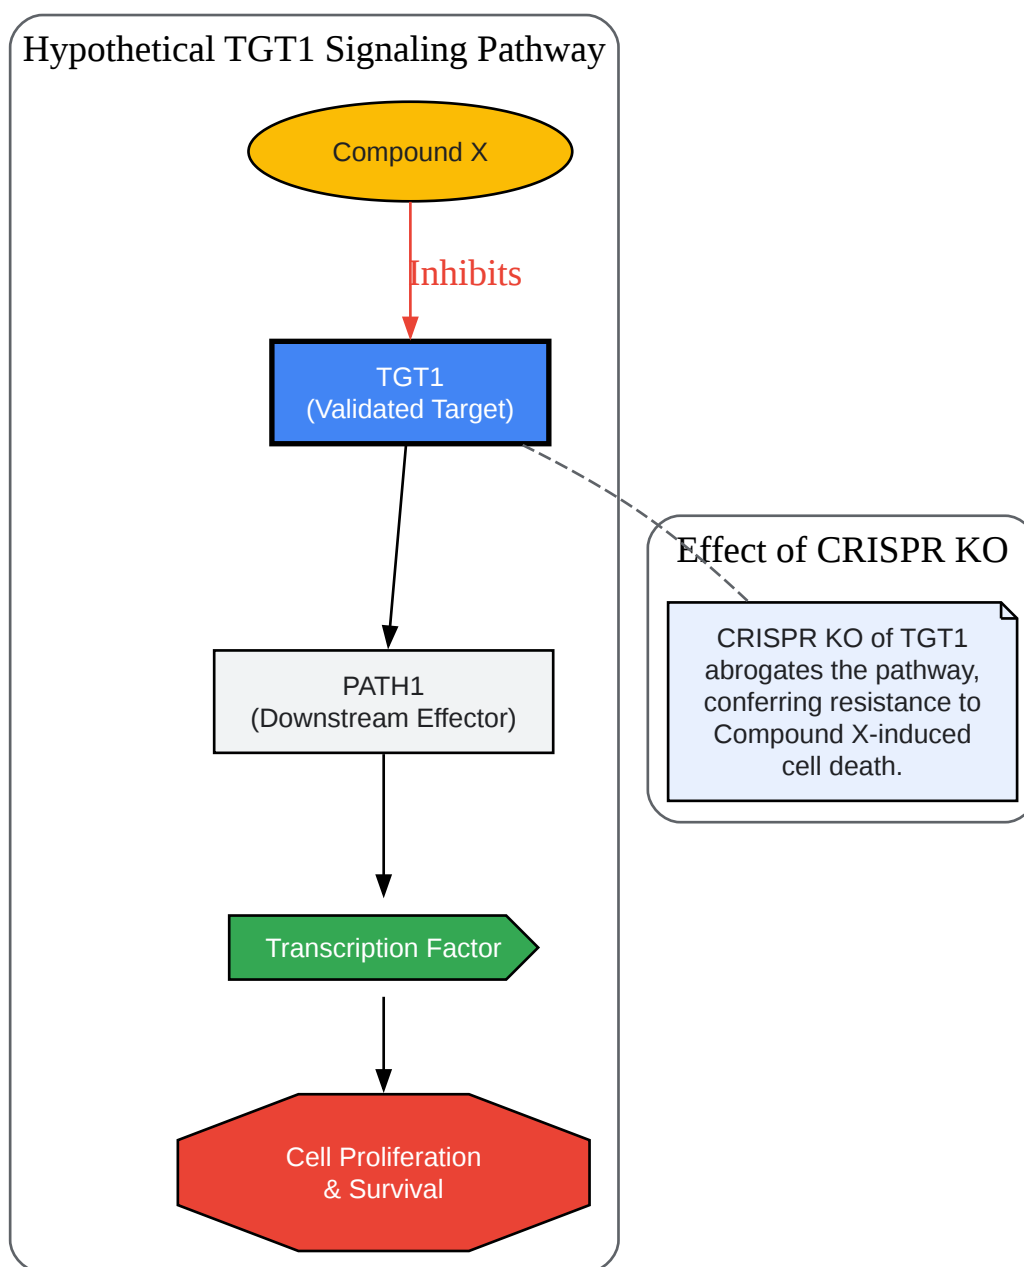 Hypothetical TGT1 Signaling Pathway
Compound X
Inhibits
TGT1
(Validated Target)
Effect of CRISPR KO
CRISPR KO of TGT1
abrogates the pathway,
conferring resistance to
Compound X-induced
cell death.
PATH1
(Downstream Effector)
Transcription Factor
Cell Proliferation
& Survival